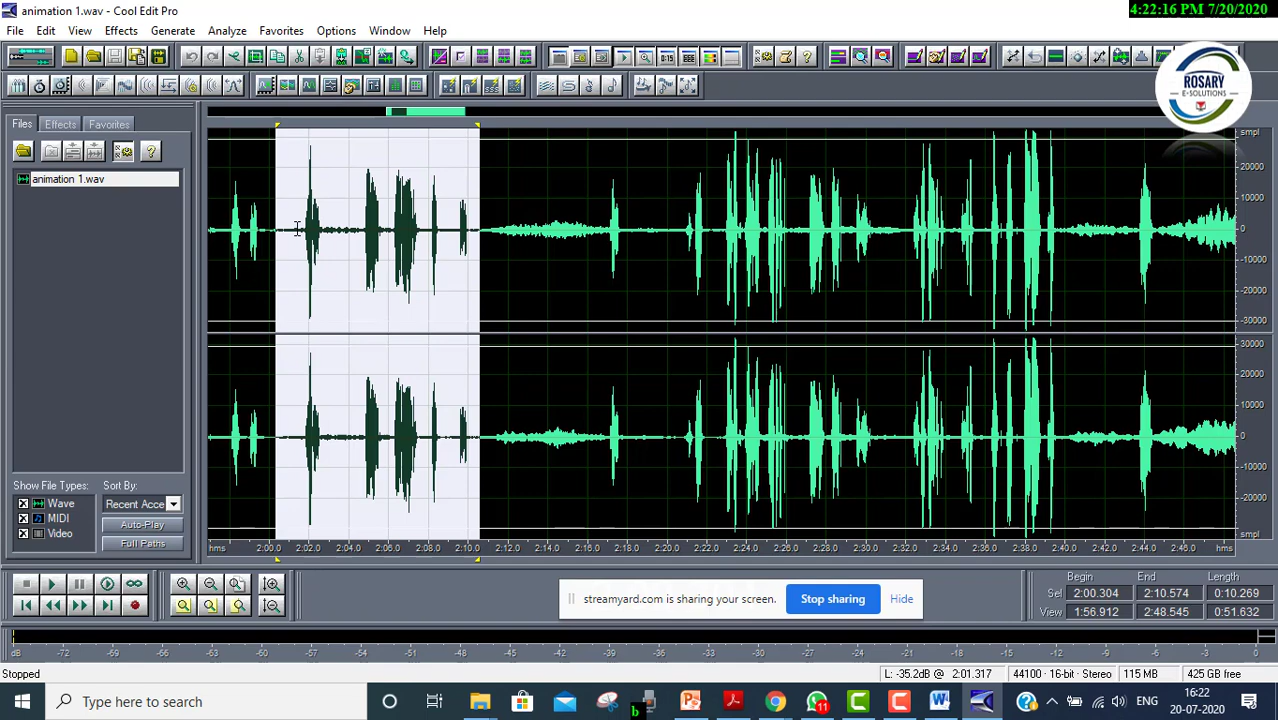 animation 1.wav - Cool Edit Pro
4:22:16 PM 7/20/2020
File Edit View Effects Generate Analyze Favorites Options Window Help
ROSARY
E-SOLUTIONS
Files Effects Favorites
animation 1.wav
smpl
20000
10000
0
-10000
-20000
-30000
30000
20000
10000
0
-10000
-20000
smpl
hms 2:00.0 2:02.0 2:04.0 2:06.0 2:08.0 2:10.0 2:12.0 2:14.0 2:16.0 2:18.0 2:20.0 2:22.0 2:24.0 2:26.0 2:28.0 2:30.0 2:32.0 2:34.0 2:36.0 2:38.0 2:40.0 2:42.0 2:44.0 2:46.0 hms
Show File Types: Sort By:
Wave Recent Acce
MIDI Auto-Play
Video Full Paths
streamyard.com is sharing your screen. Stop sharing Hide
Begin End Length
Sel 2:00.304 2:10.574 0:10.269
View 1:56.912 2:48.545 0:51.632
dB -72 -69 -66 -63 -60 -57 -54 -51 -48 -45 -42 -39 -36 -33 -30 -27 -24 -21 -18 -15 -12 -9 -6 -3 0
Stopped L: -35.2dB @ 2:01.317 44100 · 16-bit · Stereo 115 MB 425 GB free
Type here to search
b
11
ENG
16:22
20-07-2020